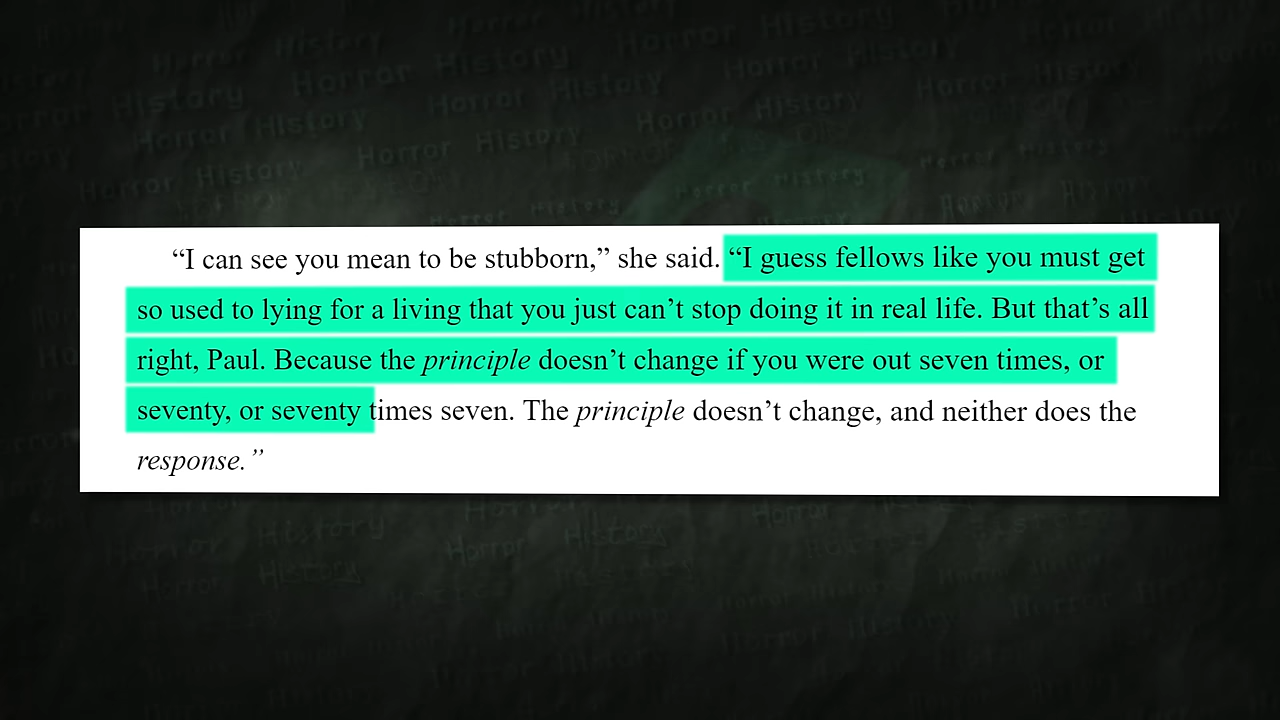 “I can see you mean to be stubborn,” she said. “I guess fellows like you must get
so used to lying for a living that you just can’t stop doing it in real life. But that’s all
right, Paul. Because the principle doesn’t change if you were out seven times, or
seventy, or seventy times seven. The principle doesn’t change, and neither does the
response.”